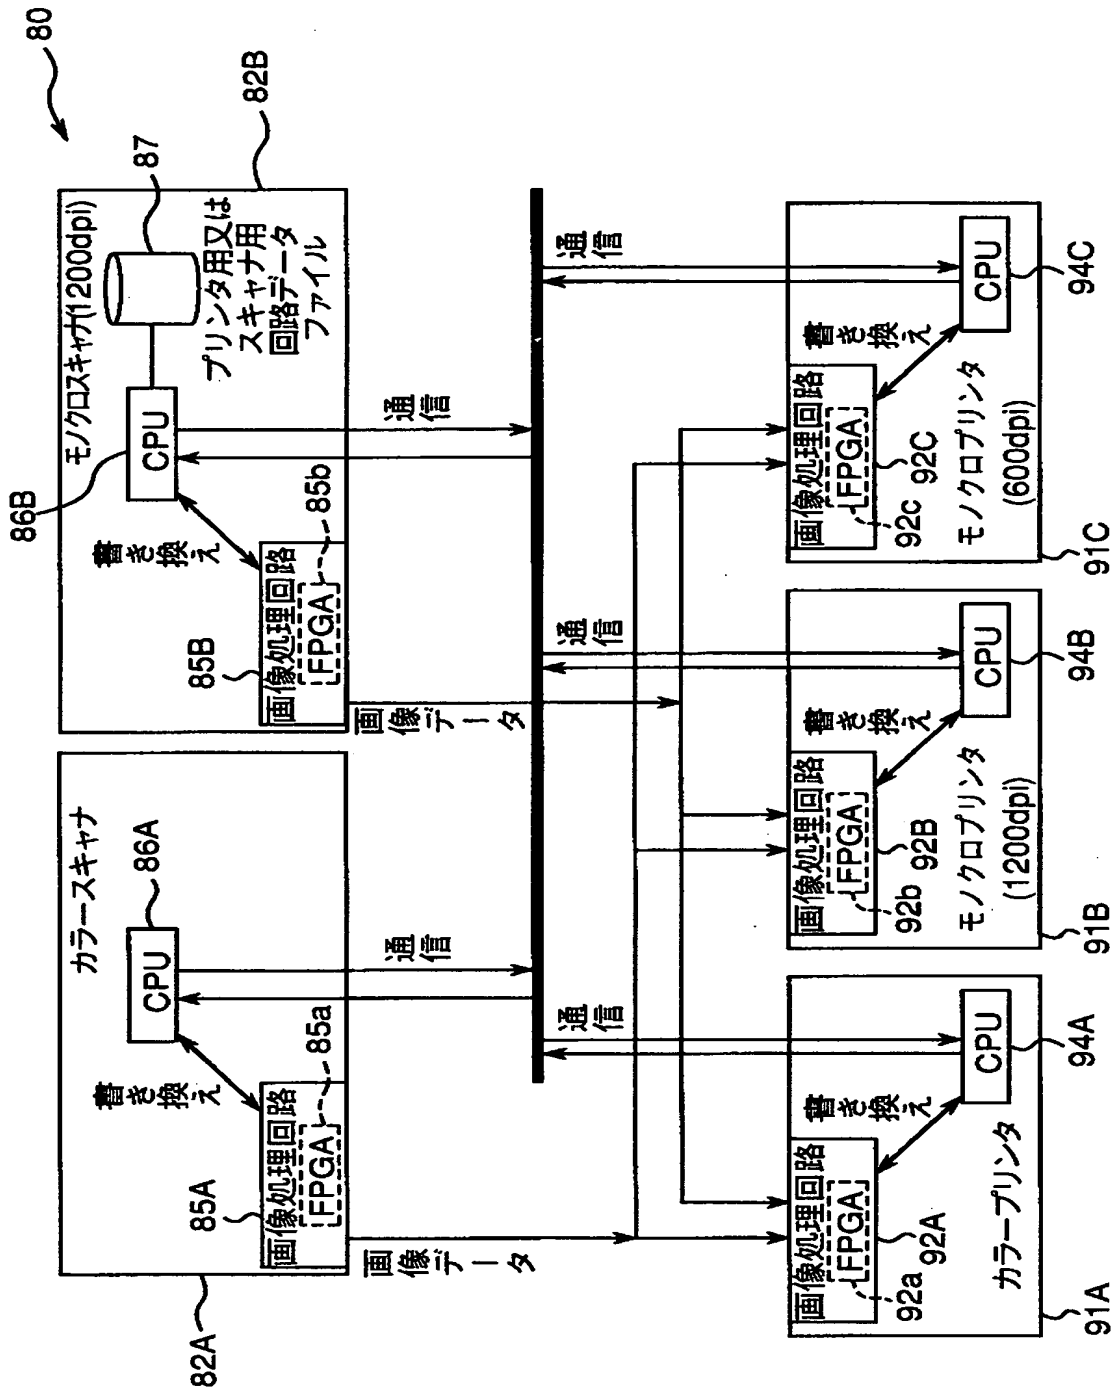 80
82A
カラースキャナ
CPU
86A
書き換え
85A
画像処理回路
FPGA
85a
通信
画像データ
82B
モノクロスキャナ(1200dpi)
86B
CPU
87
プリンタ用又は
スキャナ用
回路データ
ファイル
書き換え
85B
画像処理回路
FPGA
85b
通信
画像データ
通信
通信
通信
画像処理回路
FPGA
92a
92A
書き換え
CPU
94A
カラープリンタ
91A
画像処理回路
FPGA
92b
92B
書き換え
CPU
94B
モノクロプリンタ
(1200dpi)
91B
画像処理回路
FPGA
92c
92C
書き換え
CPU
94C
モノクロプリンタ
(600dpi)
91C